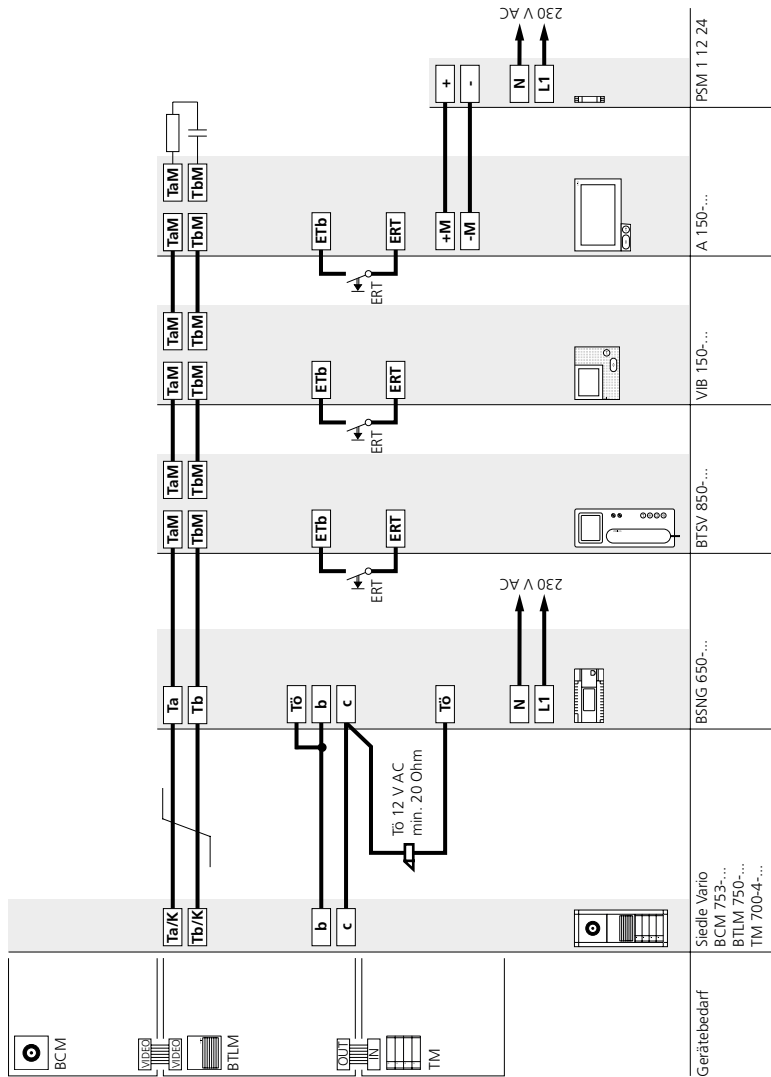 BCM
VIDEO
VIDEO
Ta/K Ta TaM TaM TaM TaM TaM TaM
Tb/K Tb TbM TbM TbM TbM TbM TbM
BTLM
Tö
b b ETb ETb ETb
OUT
c c
IN
ERT ERT ERT
Tö 12 V AC
min. 20 Ohm
ERT ERT ERT
TM
Tö +M +
-M -
N N
230 V AC 230 V AC
L1 L1
Gerätebedarf
Siedle Vario
BCM 753-...
BTLM 750-...
TM 700-4-...
BSNG 650-...
BTSV 850-...
VIB 150-...
A 150-...
PSM 1 12 24